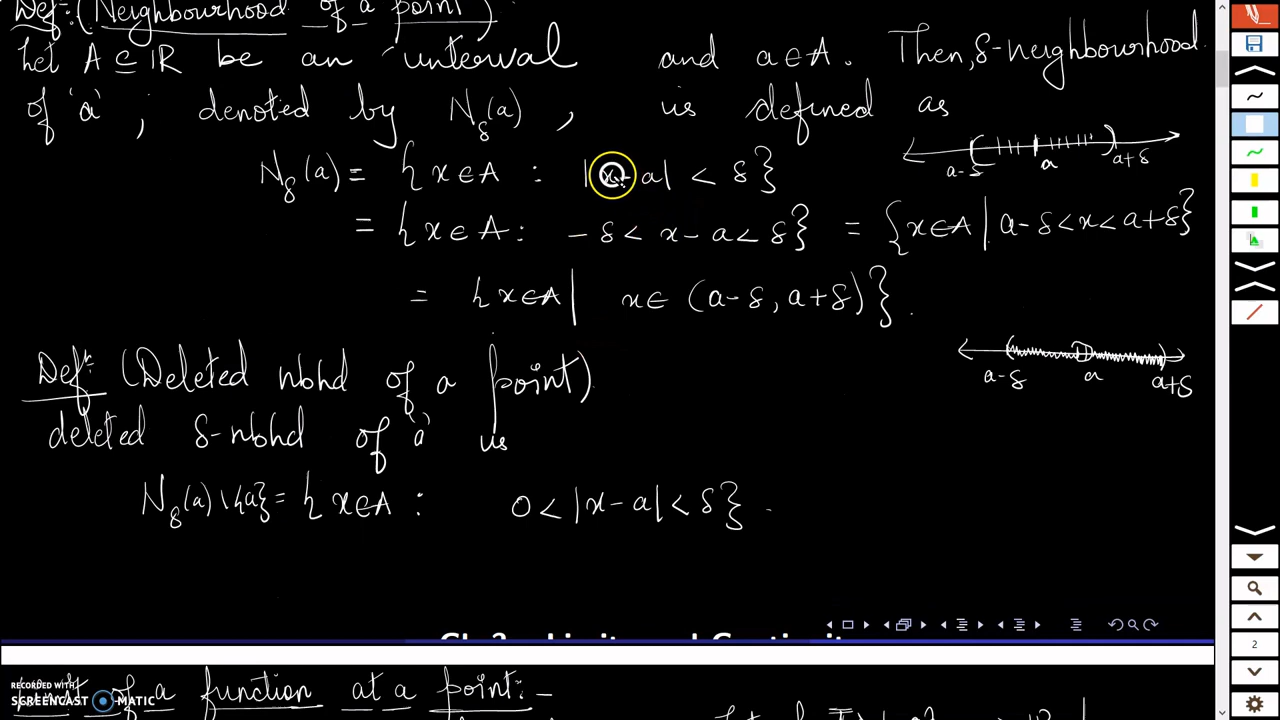 Def:- (Neighbourhood of a point).
Let A ⊆ ℝ be an interval and a∈A. Then, δ-neighbourhood
of 'a', denoted by N_δ(a), is defined as
N_δ(a) = { x∈A : |x-a| < δ}
a-δ a a+δ
= { x∈A : -δ < x-a < δ} = {x∈A | a-δ<x<a+δ}
= { x∈A | x∈ (a-δ, a+δ)}.
Def:- (Deleted nbhd of a point)
a-δ a a+δ
deleted δ-nbhd of 'a' is
N_δ(a)\{a} = { x∈A : 0 < |x-a| < δ}.
of a function at a point:-
RECORDED WITH
SCREENCAST MATIC
2